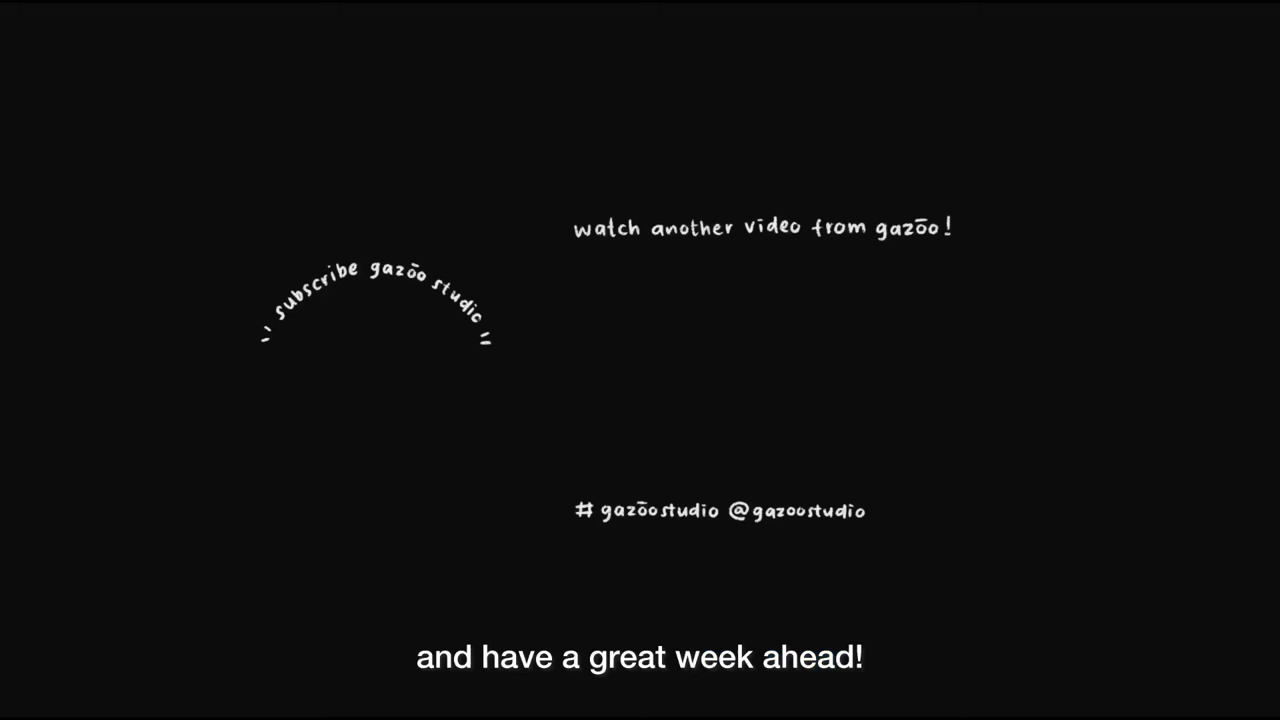 watch another video from gazōo!
subscribe gazōo studio
# gazōostudio @gazoostudio
and have a great week ahead!